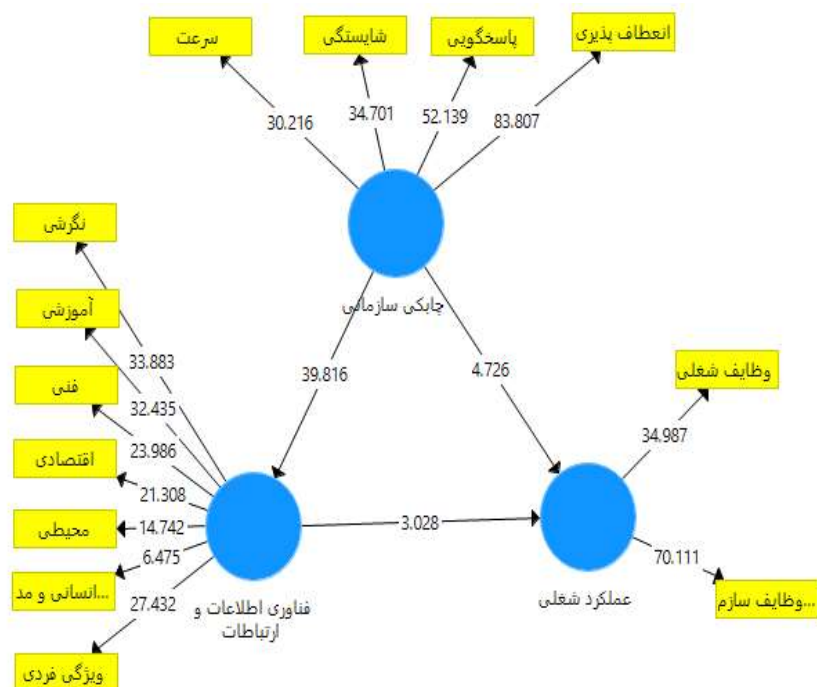 سرعت
شایستگی
پاسخگویی
انعطاف پذیری
30.216
34.701
52.139
83.807
چابکی سازمانی
نگرشی
آموزشی
فنی
اقتصادی
محیطی
انسانی و مد...
ویژگی فردی
33.883
32.435
23.986
21.308
14.742
6.475
27.432
39.816
4.726
3.028
فناوری اطلاعات و
ارتباطات
عملکرد شغلی
وظایف شغلی
34.987
70.111
وظایف سازم...